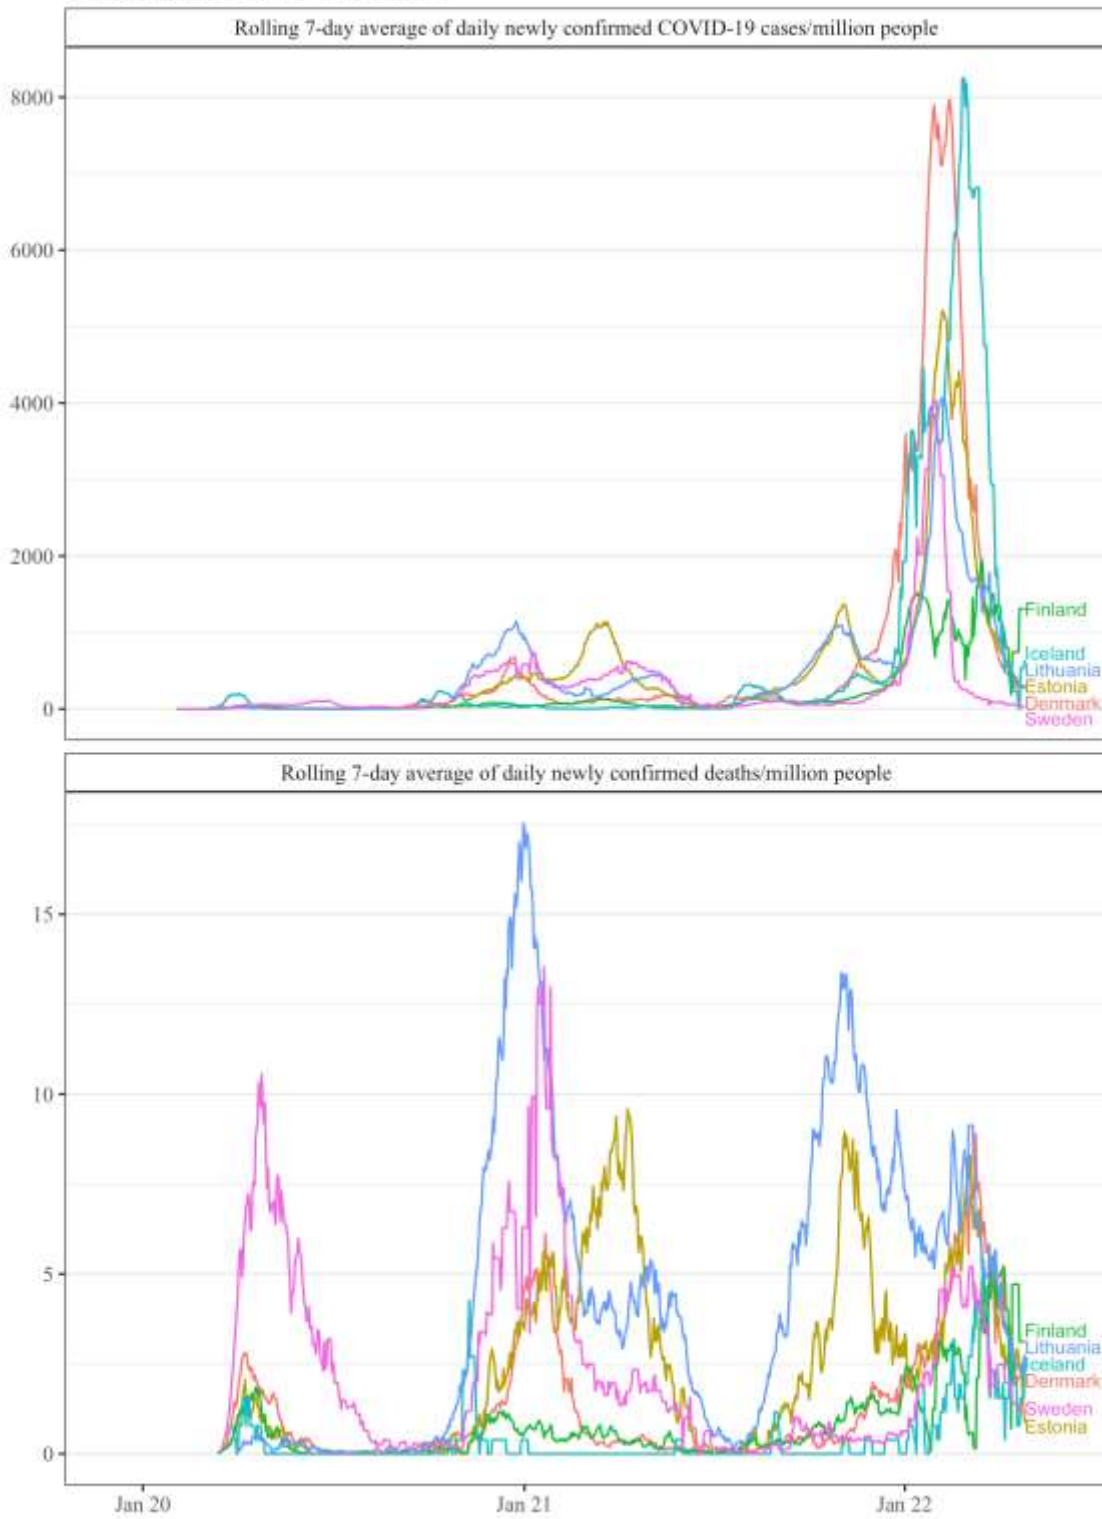 Rolling 7-day average of daily newly confirmed COVID-19 cases/million people
8000
6000
4000
2000
0
Finland
Iceland
Lithuania
Estonia
Denmark
Sweden
Rolling 7-day average of daily newly confirmed deaths/million people
15
10
5
0
Finland
Lithuania
Iceland
Denmark
Sweden
Estonia
Jan 20
Jan 21
Jan 22